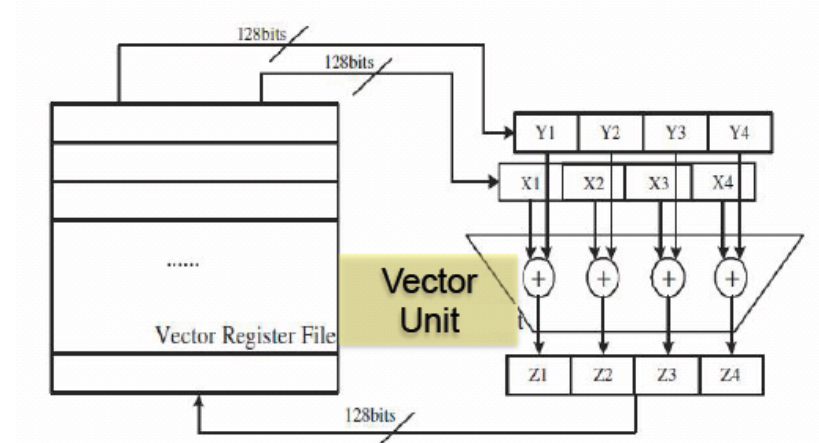 128bits
128bits
Y1 Y2 Y3 Y4
X1 X2 X3 X4
+ + + +
......
Vector
Unit
t
Vector Register File
Z1 Z2 Z3 Z4
128bits